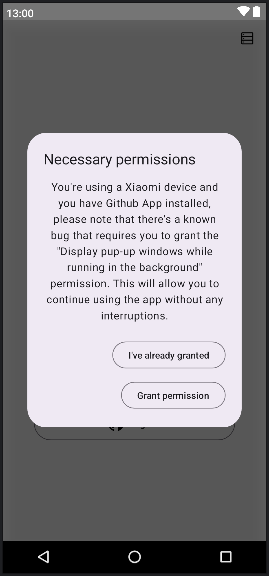 13:00
Necessary permissions
You're using a Xiaomi device and
you have Github App installed,
please note that there's a known
bug that requires you to grant the
"Display pup-up windows while
running in the background"
permission. This will allow you to
continue using the app without any
interruptions.
I've already granted
Grant permission